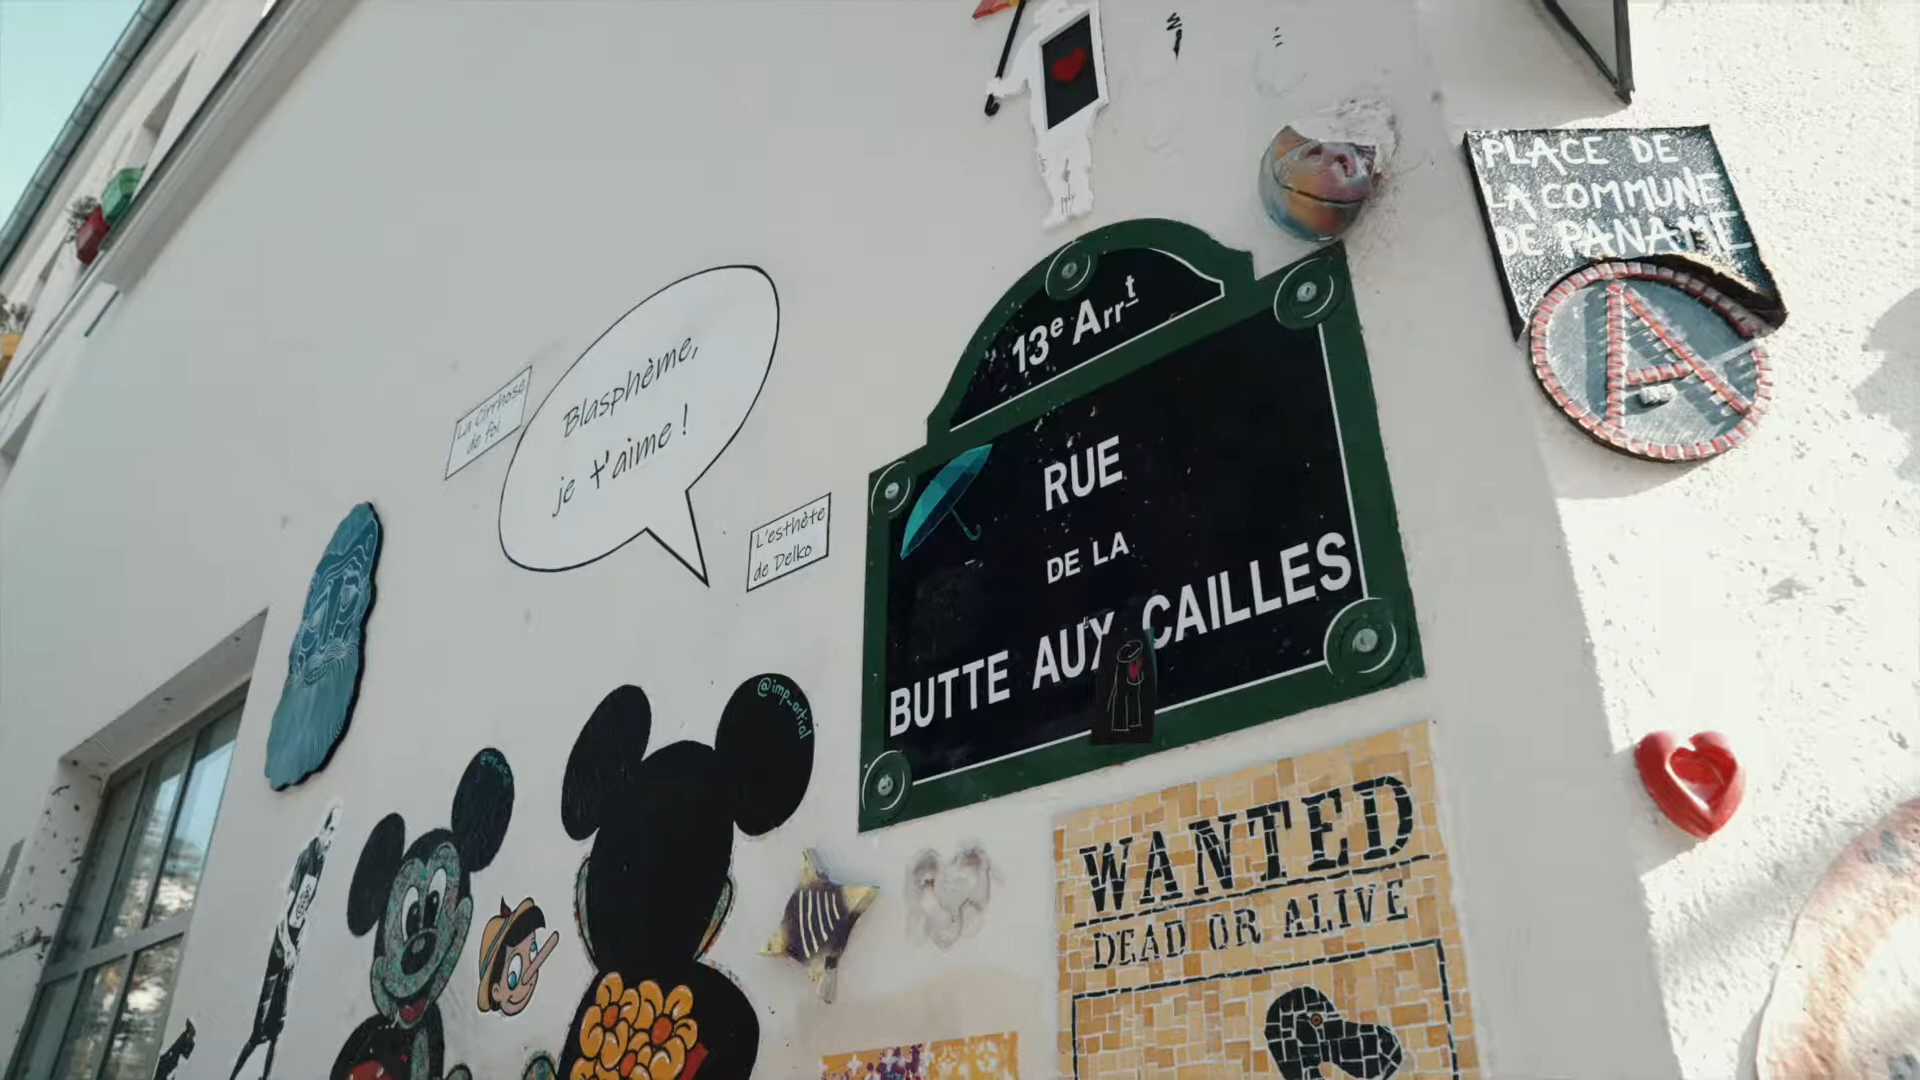 PLACE DE
LA COMMUNE
DE PANAME
A
13e Arrt
RUE
DE LA
BUTTE AUX CAILLES
Blasphème,
je t'aime !
La cirrhose
de foi
L'esthète
de Delko
@imp_artial
WANTED
DEAD OR ALIVE